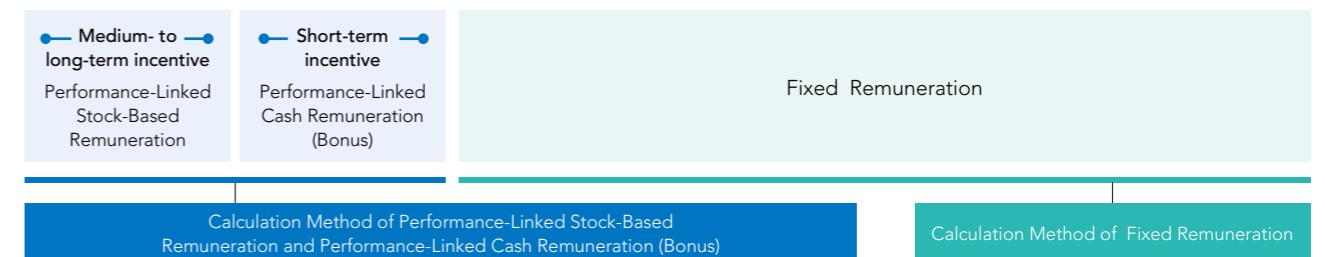 Medium- to
long-term incentive
Performance-Linked
Stock-Based
Remuneration
Short-term
incentive
Performance-Linked
Cash Remuneration
(Bonus)
Fixed Remuneration
Calculation Method of Performance-Linked Stock-Based
Remuneration and Performance-Linked Cash Remuneration (Bonus)
Calculation Method of Fixed Remuneration